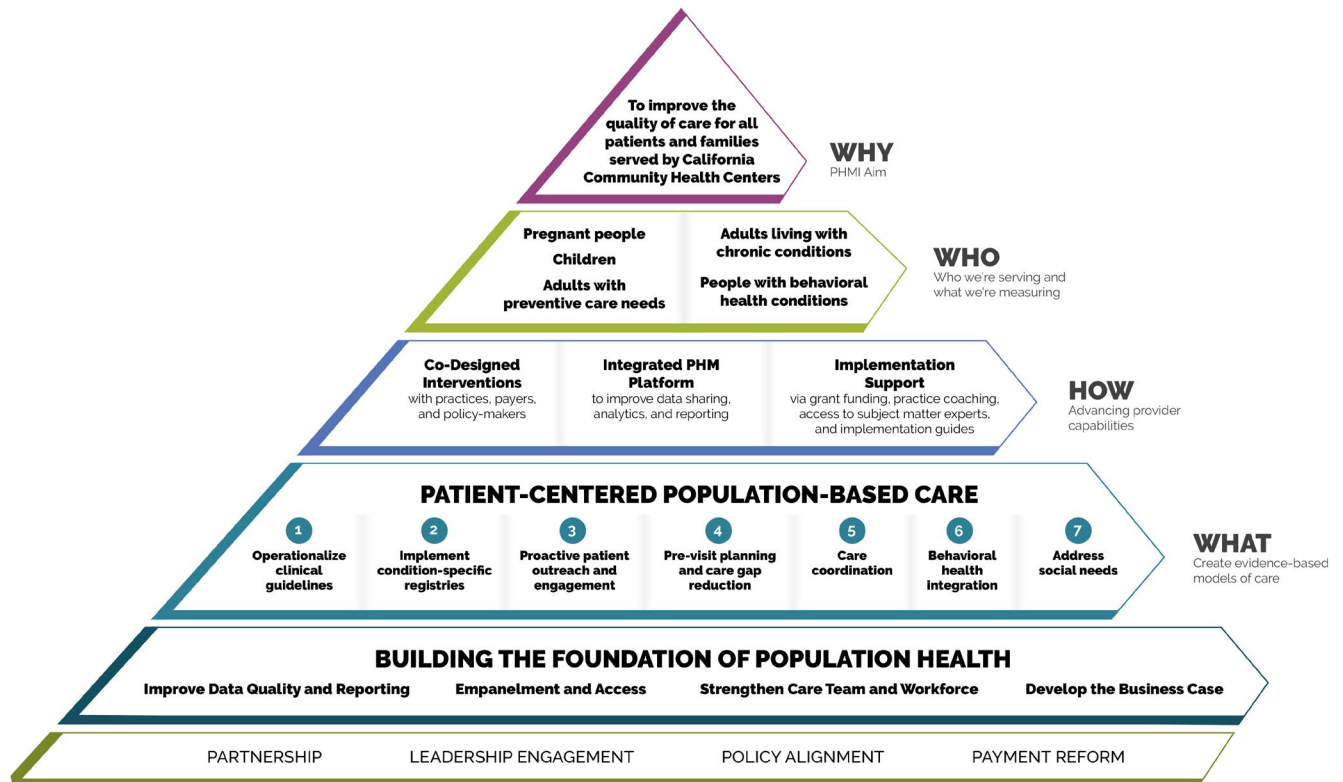 To improve the
quality of care for all
patients and families
served by California
Community Health Centers
WHY
PHMI Aim
Pregnant people
Children
Adults with
preventive care needs
Adults living with
chronic conditions
People with behavioral
health conditions
WHO
Who we're serving and
what we're measuring
Co-Designed
Interventions
with practices, payers,
and policy-makers
Integrated PHM
Platform
to improve data sharing,
analytics, and reporting
Implementation
Support
via grant funding, practice coaching,
access to subject matter experts,
and implementation guides
HOW
Advancing provider
capabilities
PATIENT-CENTERED POPULATION-BASED CARE
1
Operationalize
clinical
guidelines
2
Implement
condition-specific
registries
3
Proactive patient
outreach and
engagement
4
Pre-visit planning
and care gap
reduction
5
Care
coordination
6
Behavioral
health
integration
7
Address
social needs
WHAT
Create evidence-based
models of care
BUILDING THE FOUNDATION OF POPULATION HEALTH
Improve Data Quality and Reporting
Empanelment and Access
Strengthen Care Team and Workforce
Develop the Business Case
PARTNERSHIP
LEADERSHIP ENGAGEMENT
POLICY ALIGNMENT
PAYMENT REFORM